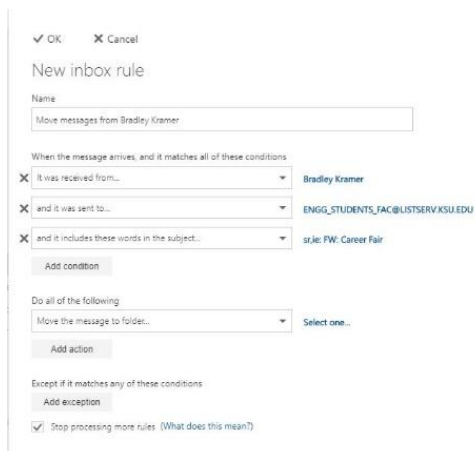 OK Cancel
New inbox rule
Name
Move messages from Bradley Kramer
When the message arrives, and it matches all of these conditions
It was received from... Bradley Kramer
and it was sent to... ENGG_STUDENTS_FAC@LISTSERV.KSU.EDU
and it includes these words in the subject... sr,ie: FW: Career Fair
Add condition
Do all of the following
Move the message to folder... Select one...
Add action
Except if it matches any of these conditions
Add exception
Stop processing more rules (What does this mean?)